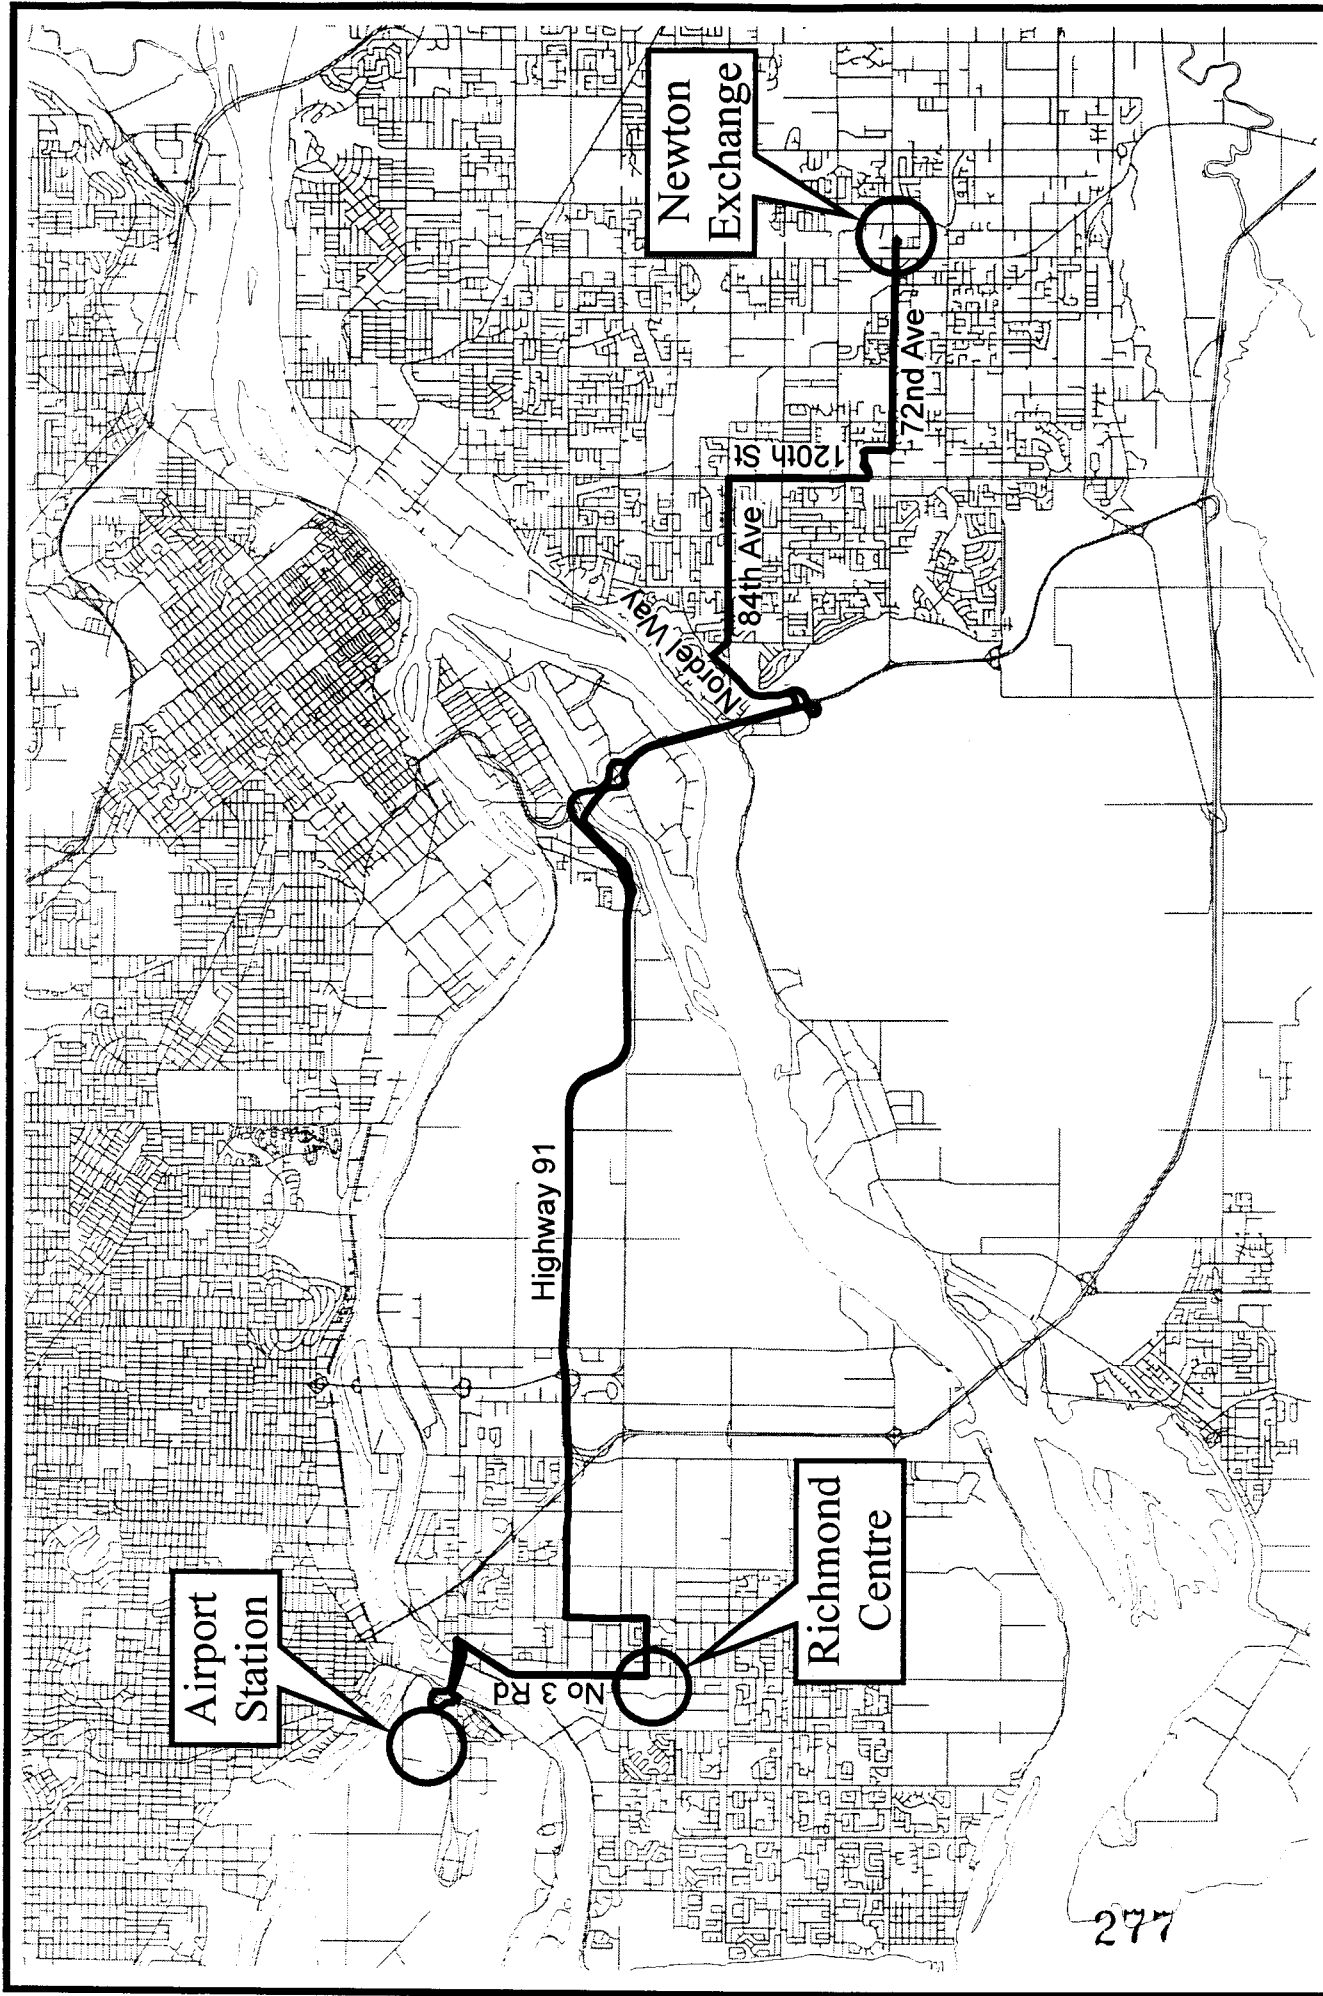 Airport
Station
No 3 Rd
Richmond
Centre
Highway 91
Nordel Way
84th Ave
120th St
72nd Ave
Newton
Exchange
277